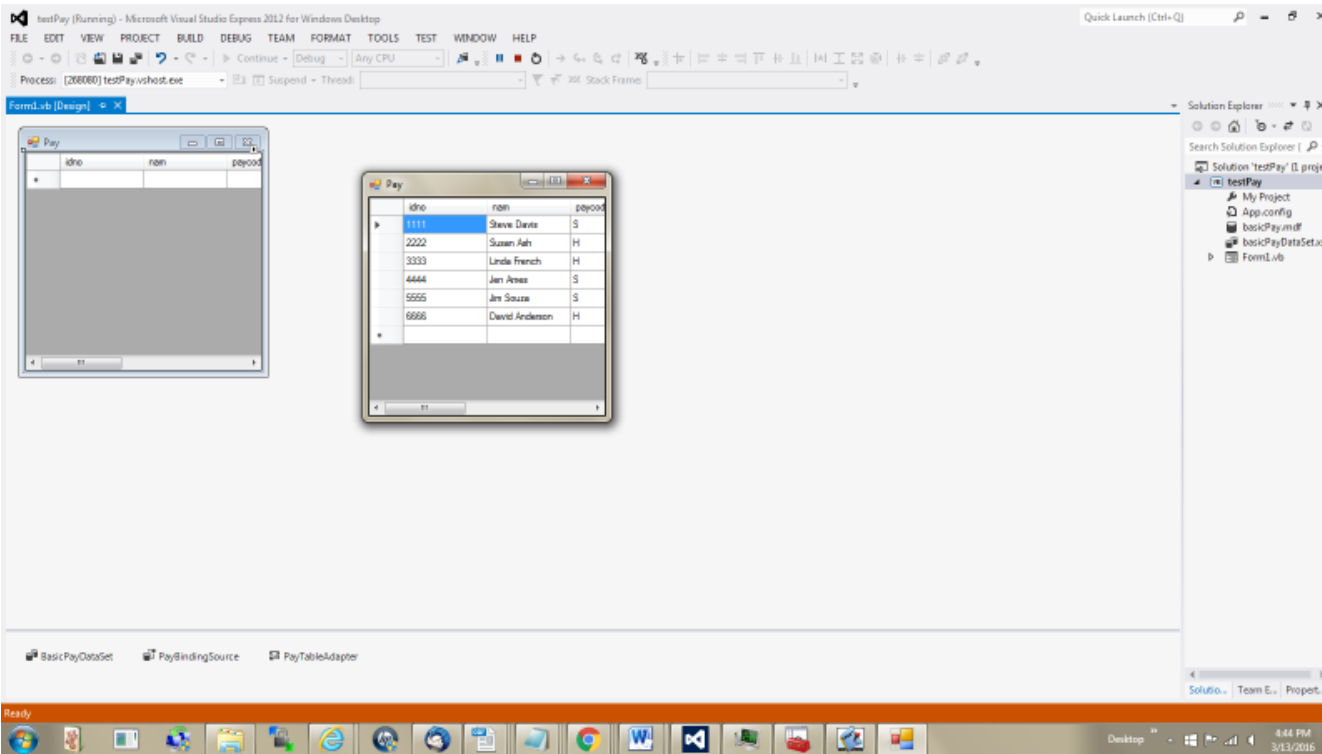 testPay (Running) - Microsoft Visual Studio Express 2012 for Windows Desktop
Quick Launch (Ctrl+Q)
FILE EDIT VIEW PROJECT BUILD DEBUG TEAM FORMAT TOOLS TEST WINDOW HELP
Continue Debug Any CPU
Process: [268080] testPay.vshost.exe Suspend Thread: Stack Frame:
Form1.vb [Design]
Solution Explorer
Search Solution Explorer (
Solution 'testPay' (1 proje
testPay
My Project
App.config
basicPay.mdf
basicPayDataSet.x
Form1.vb
Pay
idno nam paycod
Pay
idno nam paycod
1111 Steve Davis S
2222 Susan Ash H
3333 Linda French H
4444 Jen Ames S
5555 Jim Souza S
6666 David Anderson H
BasicPayDataSet PayBindingSource PayTableAdapter
Solutio... Team E... Propert...
Ready
Desktop
4:44 PM
3/13/2016